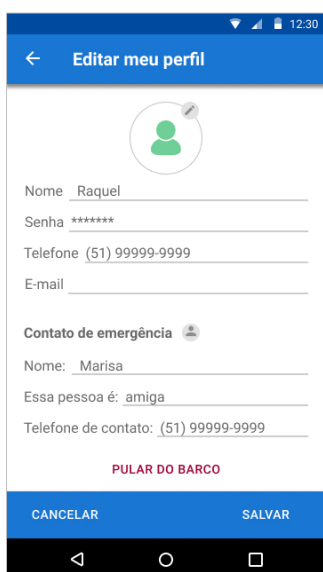 12:30
Editar meu perfil
Nome Raquel
Senha *******
Telefone (51) 99999-9999
E-mail
Contato de emergência
Nome: Marisa
Essa pessoa é: amiga
Telefone de contato: (51) 99999-9999
PULAR DO BARCO
CANCELAR SALVAR